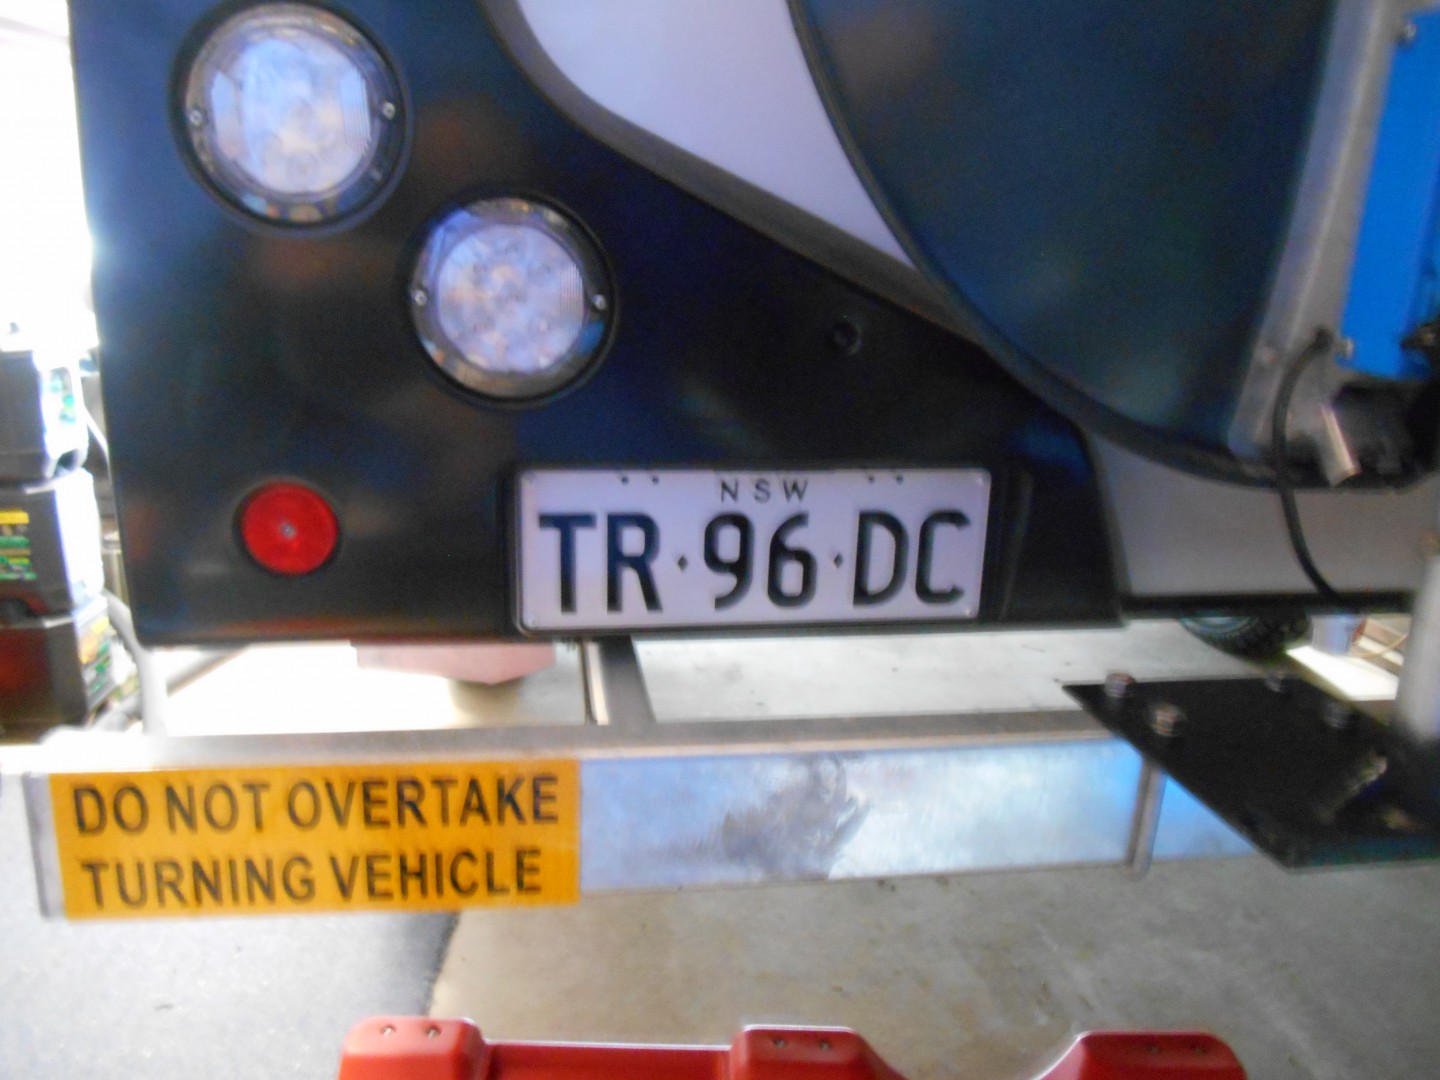 NSW
TR·96·DC
DO NOT OVERTAKE
TURNING VEHICLE